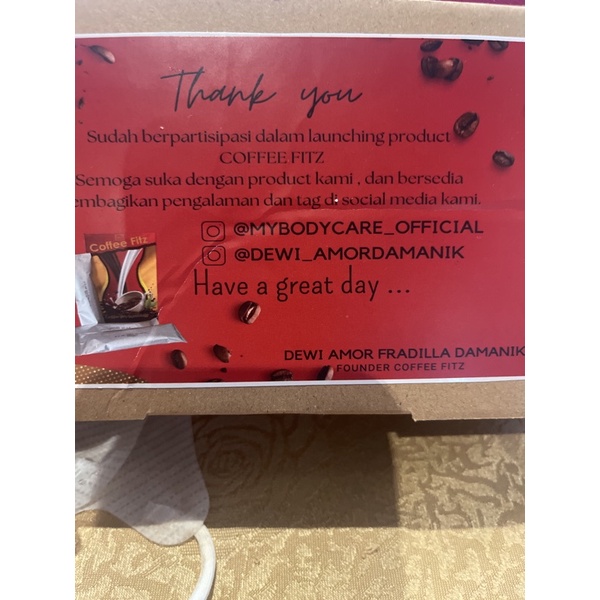 Thank you
Sudah berpartisipasi dalam launching product
COFFEE FITZ
Semoga suka dengan product kami , dan bersedia
embagikan pengalaman dan tag di social media kami.
@MYBODYCARE_OFFICIAL
@DEWI_AMORDAMANIK
Coffee Fitz
Have a great day ...
DEWI AMOR FRADILLA DAMANIK
FOUNDER COFFEE FITZ